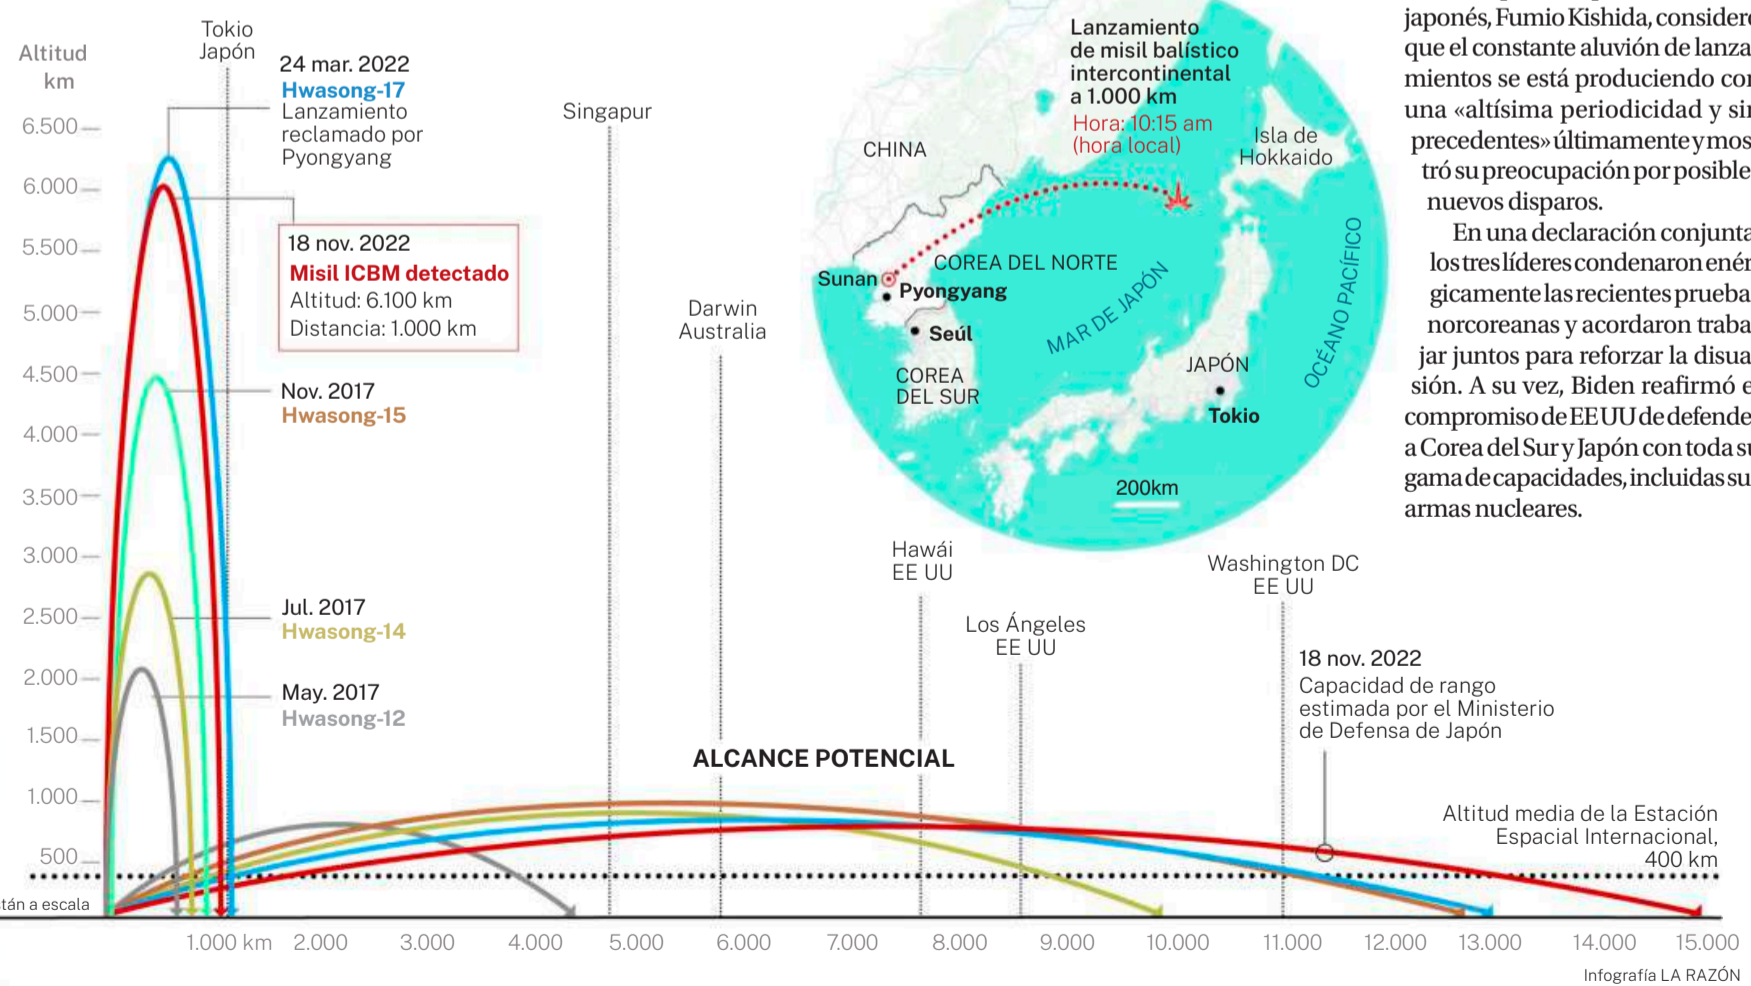 Altitud
km
6.500
6.000
5.500
5.000
4.500
4.000
3.500
3.000
2.500
2.000
1.500
1.000
500
Tokio
Japón
24 mar. 2022
Hwasong-17
Lanzamiento
reclamado por
Pyongyang
18 nov. 2022
Misil ICBM detectado
Altitud: 6.100 km
Distancia: 1.000 km
Nov. 2017
Hwasong-15
Jul. 2017
Hwasong-14
May. 2017
Hwasong-12
Singapur
Darwin
Australia
Lanzamiento
de misil balístico
intercontinental
a 1.000 km
Hora: 10:15 am
(hora local)
CHINA
Isla de
Hokkaido
Sunan
COREA DEL NORTE
Pyongyang
Seúl
COREA
DEL SUR
MAR DE JAPÓN
JAPÓN
Tokio
OCÉANO PACÍFICO
200km
Hawái
EE UU
Los Ángeles
EE UU
Washington DC
EE UU
18 nov. 2022
Capacidad de rango
estimada por el Ministerio
de Defensa de Japón
ALCANCE POTENCIAL
Altitud media de la Estación
Espacial Internacional,
400 km
tán a escala
1.000 km 2.000 3.000 4.000 5.000 6.000 7.000 8.000 9.000 10.000 11.000 12.000 13.000 14.000 15.000
Infografía LA RAZÓN
japonés, Fumio Kishida, consideró
que el constante aluvión de lanza
mientos se está produciendo con
una «altísima periodicidad y sin
precedentes» últimamente y mos
tró su preocupación por posible
nuevos disparos.
En una declaración conjunta
los tres líderes condenaron enér
gicamente las recientes prueba
norcoreanas y acordaron traba
jar juntos para reforzar la disua
sión. A su vez, Biden reafirmó e
compromiso de EE UU de defende
a Corea del Sur y Japón con toda su
gama de capacidades, incluidas su
armas nucleares.